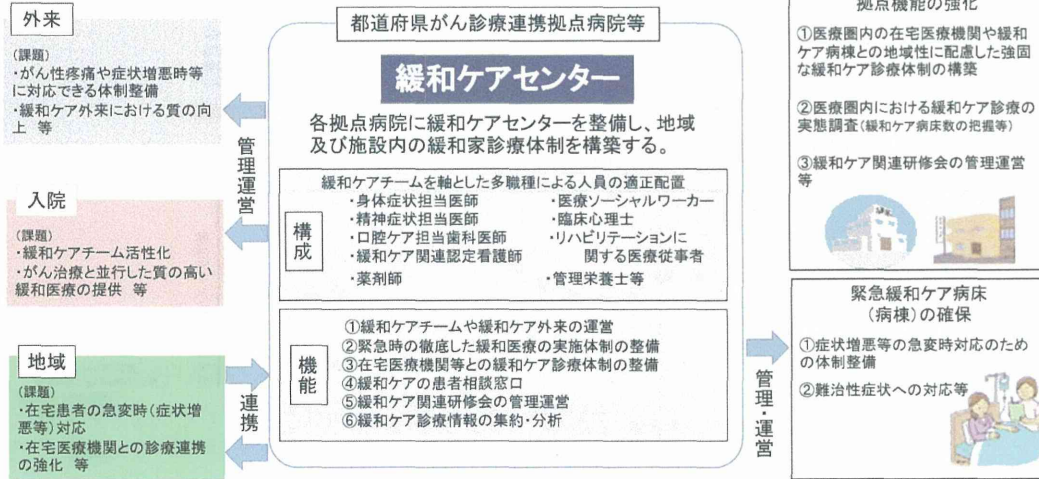 外来
(課題)
・がん性疼痛や症状増悪時等
に対応できる体制整備
・緩和ケア外来における質の向
上 等
入院
(課題)
・緩和ケアチーム活性化
・がん治療と並行した質の高い
緩和医療の提供 等
地域
(課題)
・在宅患者の急変時(症状増
悪等)対応
・在宅医療機関との診療連携
の強化 等
管理運営
連携
都道府県がん診療連携拠点病院等
緩和ケアセンター
各拠点病院に緩和ケアセンターを整備し、地域
及び施設内の緩和家診療体制を構築する。
緩和ケアチームを軸とした多職種による人員の適正配置
構成
・身体症状担当医師
・精神症状担当医師
・口腔ケア担当歯科医師
・緩和ケア関連認定看護師
・薬剤師
・医療ソーシャルワーカー
・臨床心理士
・リハビリテーションに
関する医療従事者
・管理栄養士等
機能
①緩和ケアチームや緩和ケア外来の運営
②緊急時の徹底した緩和医療の実施体制の整備
③在宅医療機関等との緩和ケア診療体制の整備
④緩和ケアの患者相談窓口
⑤緩和ケア関連研修会の管理運営
⑥緩和ケア診療情報の集約・分析
管理・運営
拠点機能の強化
①医療圏内の在宅医療機関や緩和
ケア病棟との地域性に配慮した強固
な緩和ケア診療体制の構築
②医療圏内における緩和ケア診療の
実態調査(緩和ケア病床数の把握等)
③緩和ケア関連研修会の管理運営
等
緊急緩和ケア病床
(病棟)の確保
①症状増悪等の急変時対応のため
の体制整備
②難治性症状への対応等